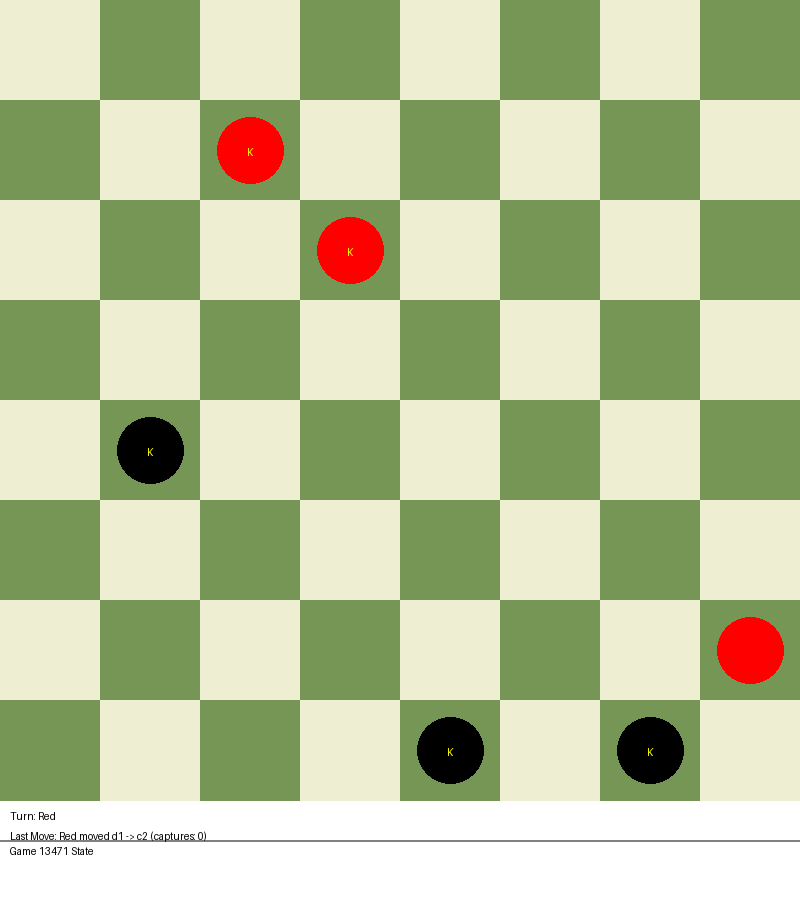 K
K
K
K K
Turn: Red
Last Move: Red moved d1 -> c2 (captures: 0)
Game 13471 State